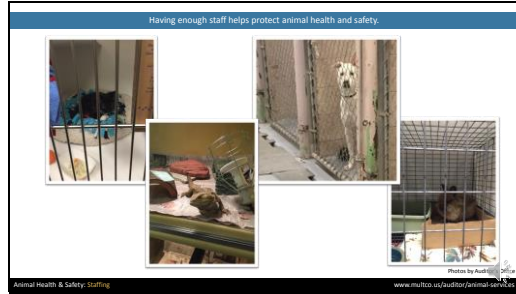 Having enough staff helps protect animal health and safety.
Photos by Auditor's Office
Animal Health & Safety: Staffing
www.multco.us/auditor/animal-services